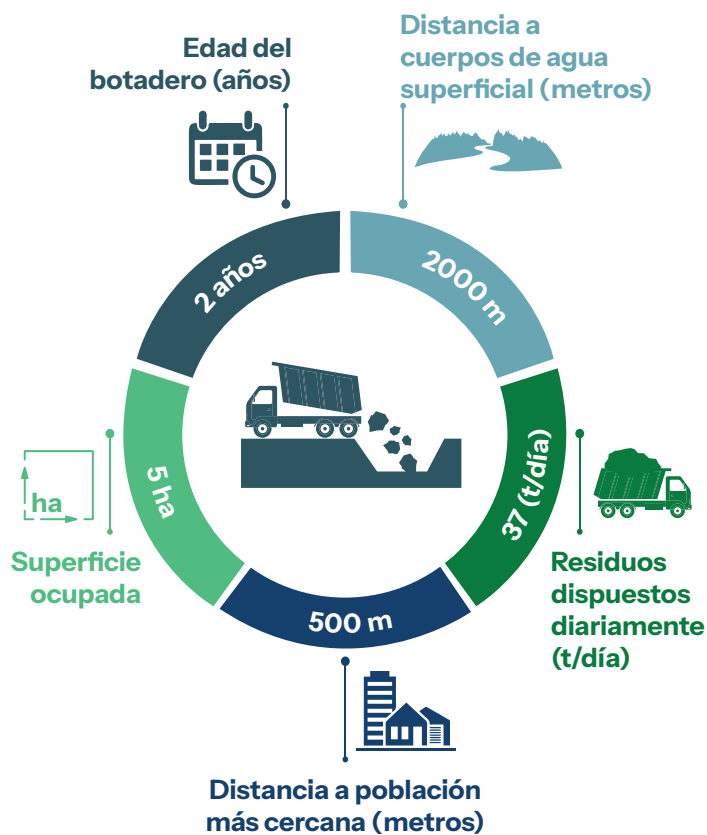 Edad del
botadero (años)
Distancia a
cuerpos de agua
superficial (metros)
2 años
2000 m
5 ha
37 (t/día)
500 m
ha
Superficie
ocupada
Residuos
dispuestos
diariamente
(t/día)
Distancia a población
más cercana (metros)